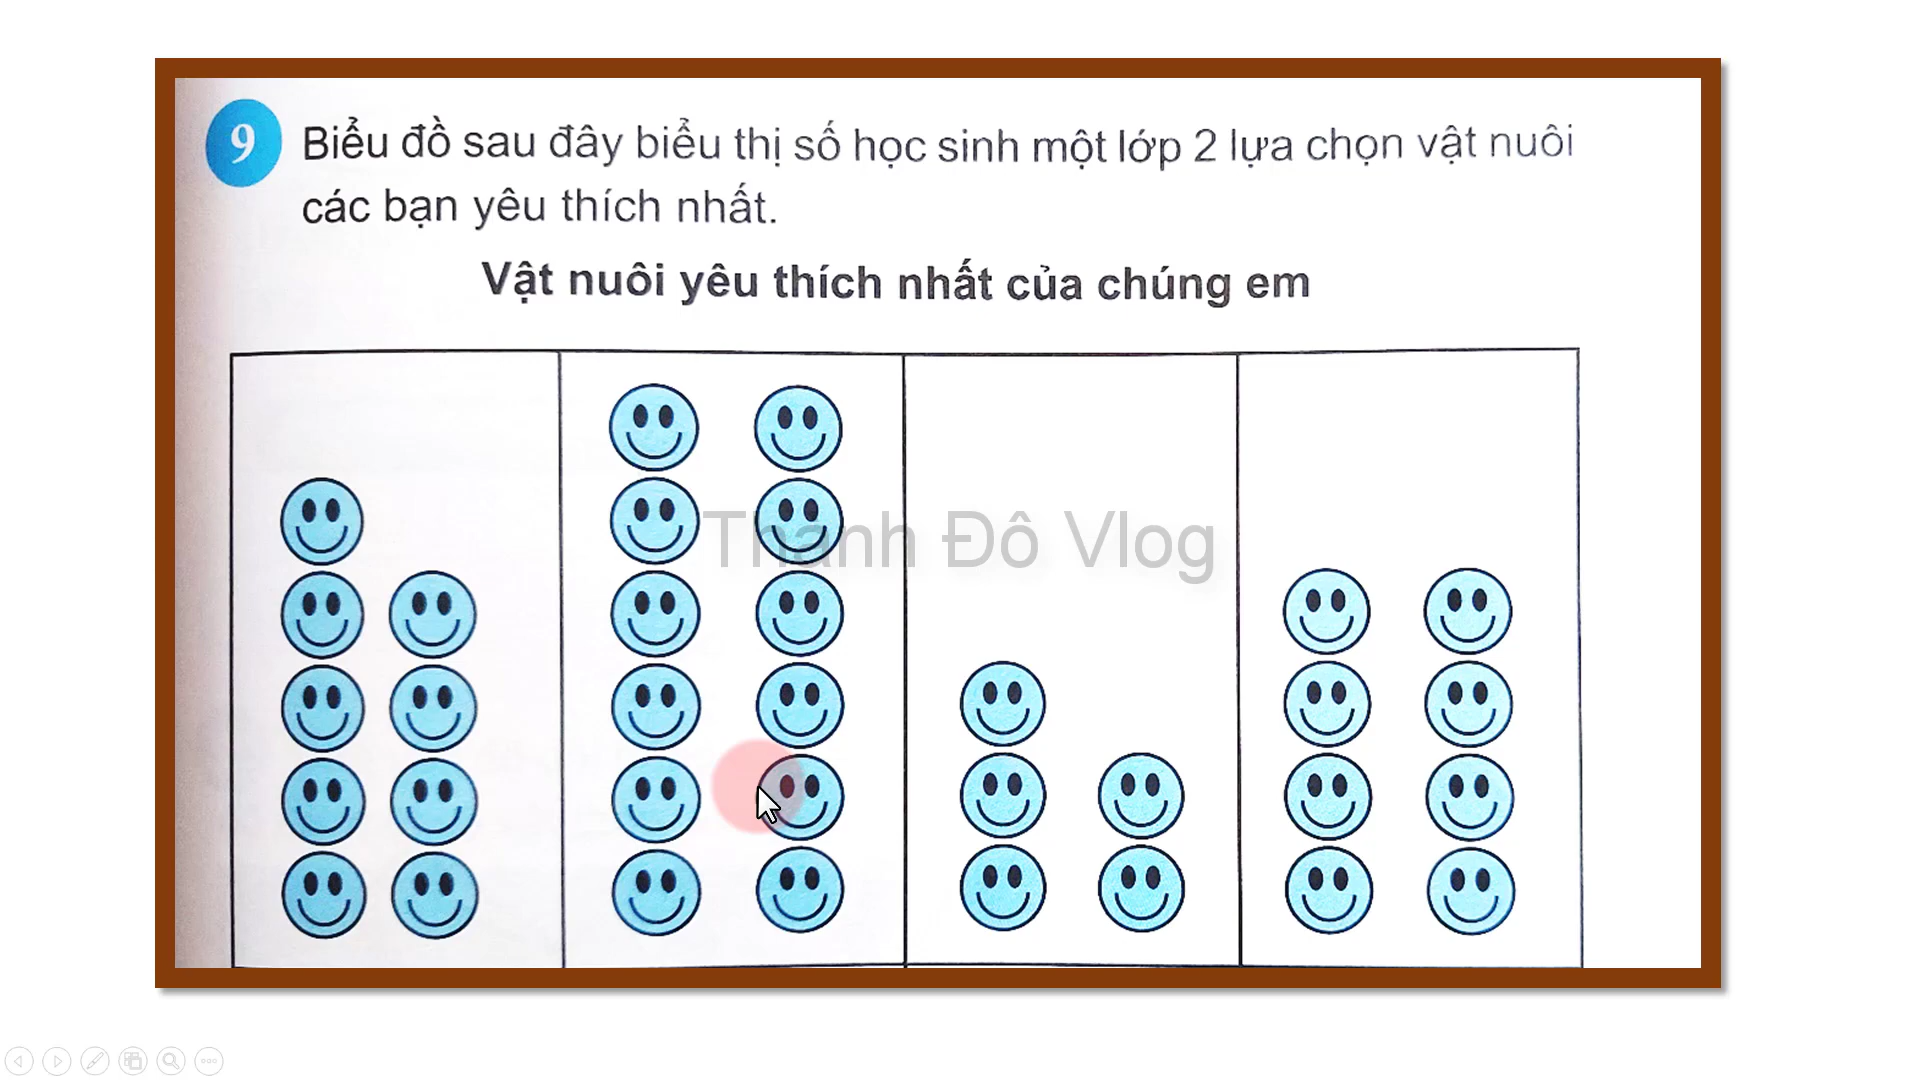 9 Biểu đồ sau đây biểu thị số học sinh một lớp 2 lựa chọn vật nuôi
các bạn yêu thích nhất.
Vật nuôi yêu thích nhất của chúng em
Thanh Đô Vlog